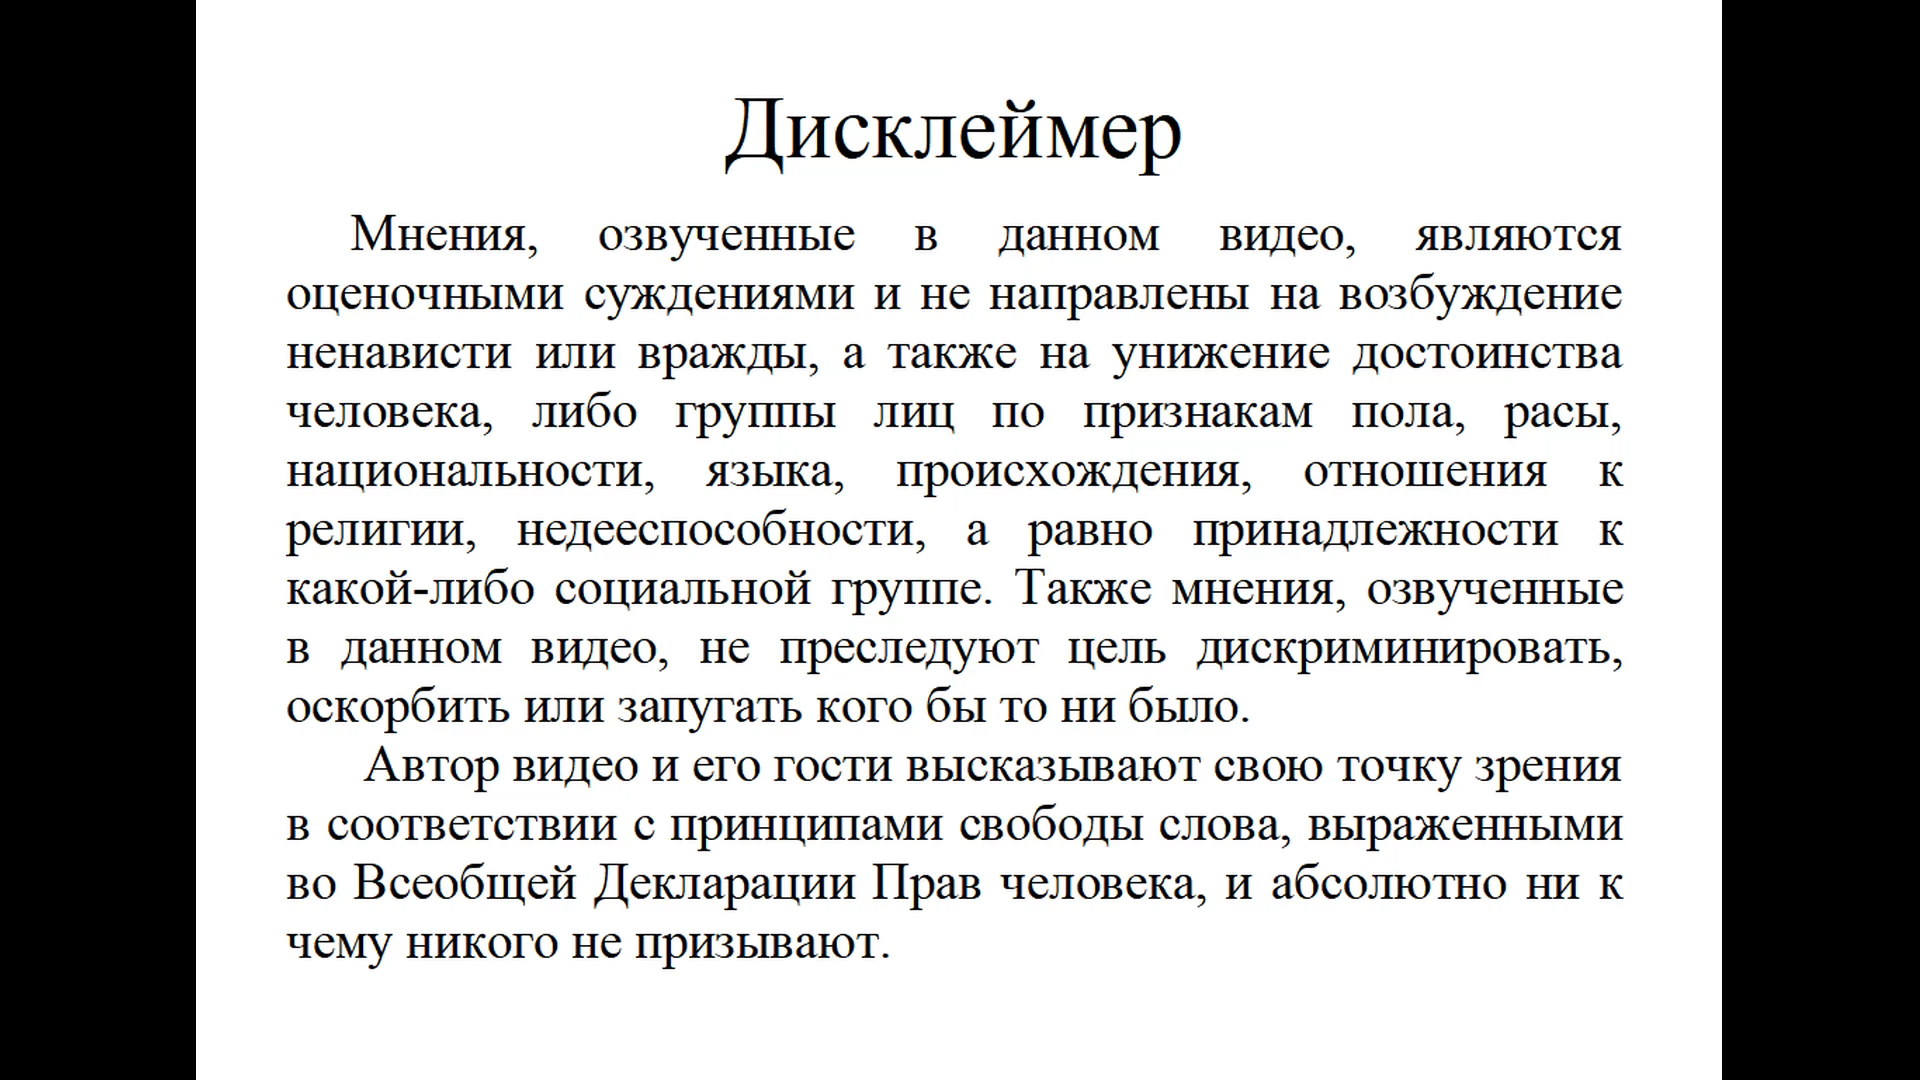 Дисклеймер
Мнения, озвученные в данном видео, являются
оценочными суждениями и не направлены на возбуждение
ненависти или вражды, а также на унижение достоинства
человека, либо группы лиц по признакам пола, расы,
национальности, языка, происхождения, отношения к
религии, недееспособности, а равно принадлежности к
какой-либо социальной группе. Также мнения, озвученные
в данном видео, не преследуют цель дискриминировать,
оскорбить или запугать кого бы то ни было.
Автор видео и его гости высказывают свою точку зрения
в соответствии с принципами свободы слова, выраженными
во Всеобщей Декларации Прав человека, и абсолютно ни к
чему никого не призывают.